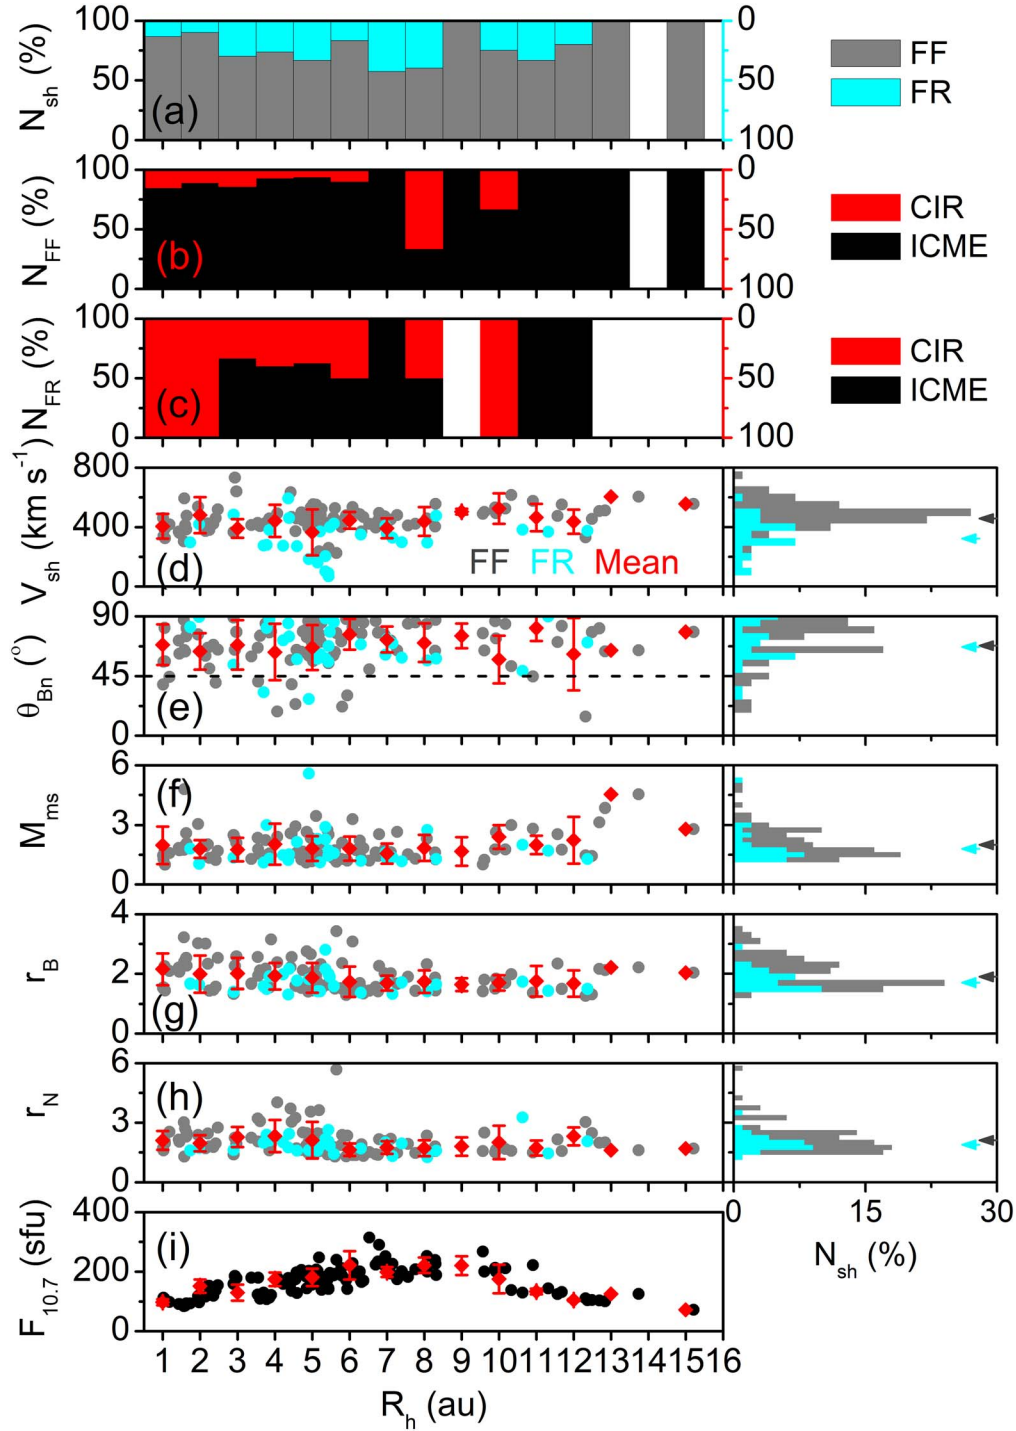 N_sh (%)
100
50
0
0
50
100
(a)
FF
FR
N_FF (%)
100
50
0
0
50
100
(b)
CIR
ICME
N_FR (%)
100
50
0
0
50
100
(c)
CIR
ICME
V_sh (km s⁻¹)
800
400
0
(d)
FF FR Mean
θ_Bn (°)
90
45
0
(e)
M_ms
6
3
0
(f)
r_B
4
2
0
(g)
r_N
6
3
0
(h)
0 15 30
N_sh (%)
F_10.7 (sfu)
400
200
0
(i)
1 2 3 4 5 6 7 8 9 10 11 12 13 14 15 16
R_h (au)